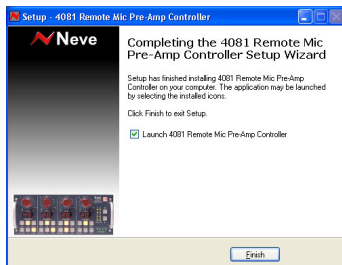 Setup - 4081 Remote Mic Pre-Amp Controller
Neve
Completing the 4081 Remote Mic
Pre-Amp Controller Setup Wizard
Setup has finished installing 4081 Remote Mic Pre-Amp
Controller on your computer. The application may be launched
by selecting the installed icons.
Click Finish to exit Setup.
Launch 4081 Remote Mic Pre-Amp Controller
Finish